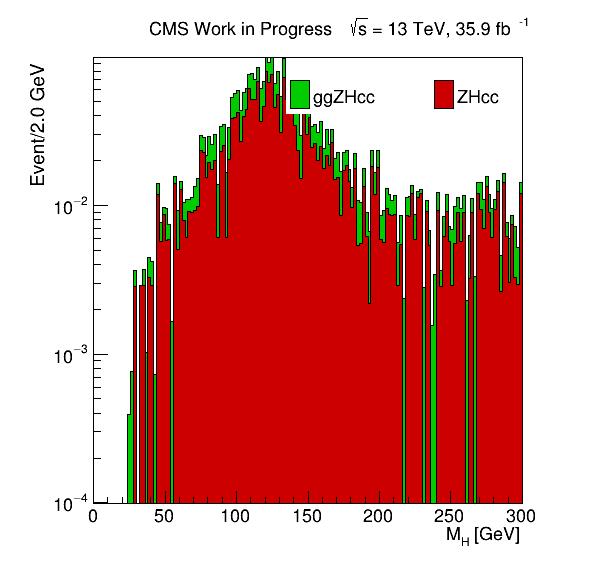 CMS Work in Progress √s = 13 TeV, 35.9 fb -1
Event/2.0 GeV
ggZHcc ZHcc
10−2
10−3
10−4
0 50 100 150 200 250 300
MH [GeV]